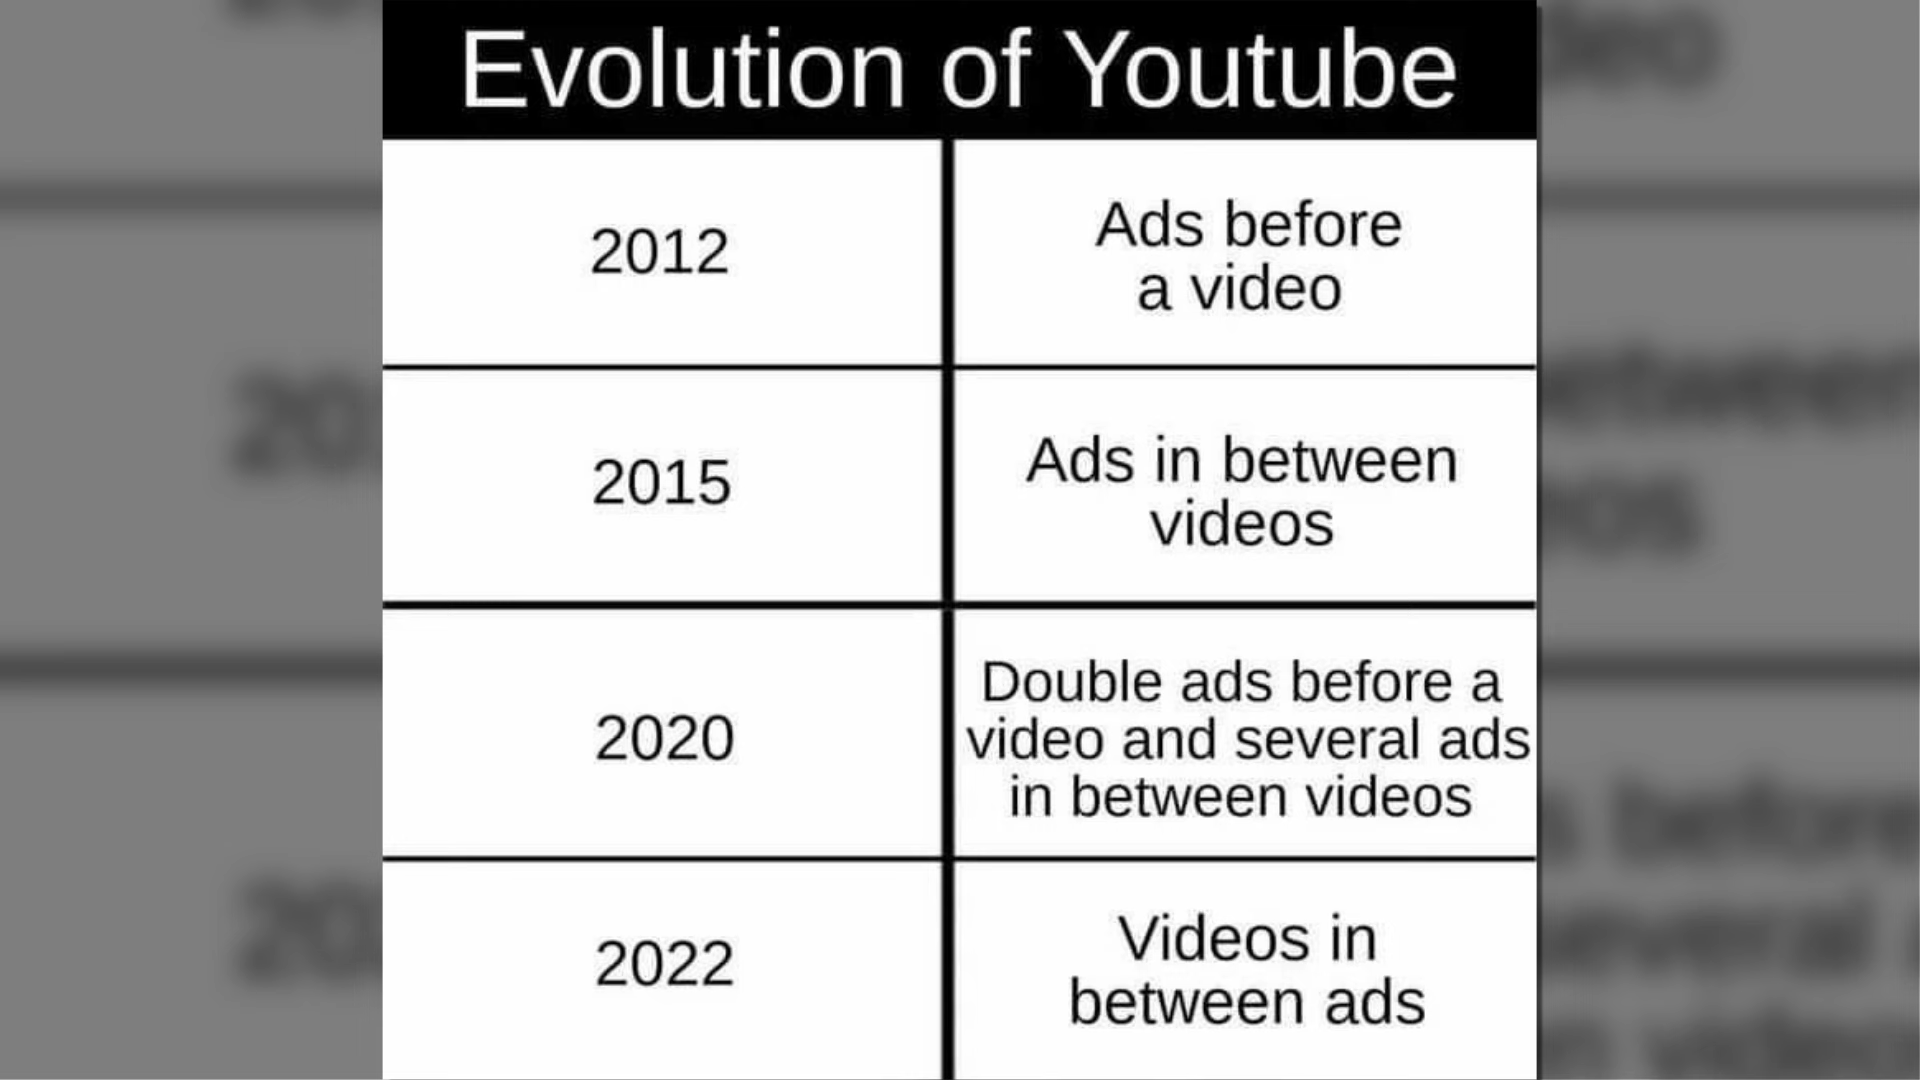 Evolution of Youtube
2012
Ads before
a video
2015
Ads in between
videos
2020
Double ads before a
video and several ads
in between videos
2022
Videos in
between ads